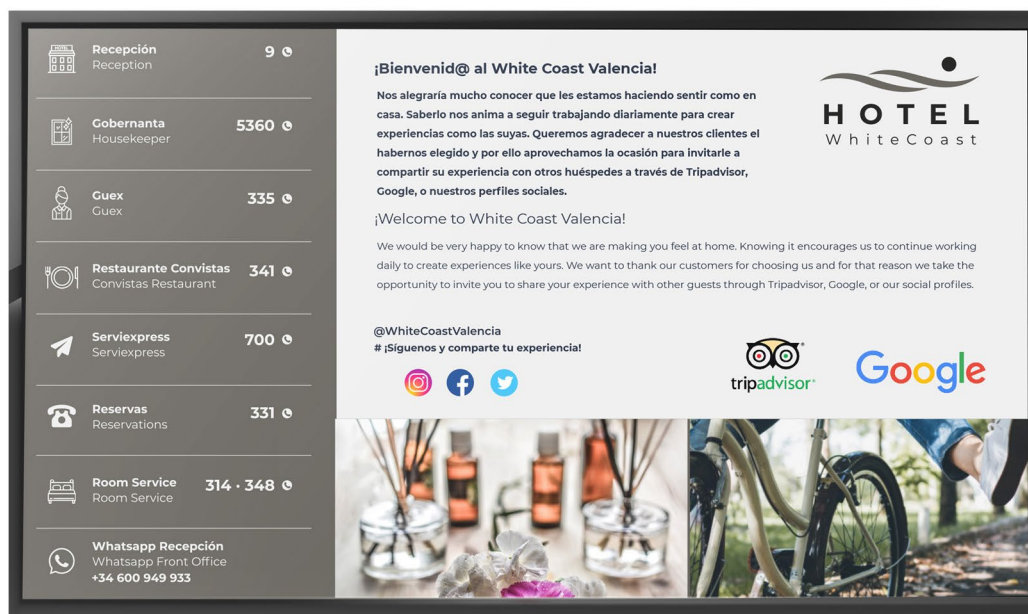 HOTEL
Recepción 9
Reception
Gobernanta 5360
Housekeeper
Guex 335
Guex
Restaurante Convistas 341
Convistas Restaurant
Serviexpress 700
Serviexpress
Reservas 331
Reservations
Room Service 314 · 348
Room Service
Whatsapp Recepción
Whatsapp Front Office
+34 600 949 933
¡Bienvenid@ al White Coast Valencia!
Nos alegraría mucho conocer que les estamos haciendo sentir como en
casa. Saberlo nos anima a seguir trabajando diariamente para crear
experiencias como las suyas. Queremos agradecer a nuestros clientes el
habernos elegido y por ello aprovechamos la ocasión para invitarle a
compartir su experiencia con otros huéspedes a través de Tripadvisor,
Google, o nuestros perfiles sociales.
¡Welcome to White Coast Valencia!
We would be very happy to know that we are making you feel at home. Knowing it encourages us to continue working
daily to create experiences like yours. We want to thank our customers for choosing us and for that reason we take the
opportunity to invite you to share your experience with other guests through Tripadvisor, Google, or our social profiles.
@WhiteCoastValencia
# ¡Síguenos y comparte tu experiencia!
HOTEL
WhiteCoast
tripadvisor®
Google